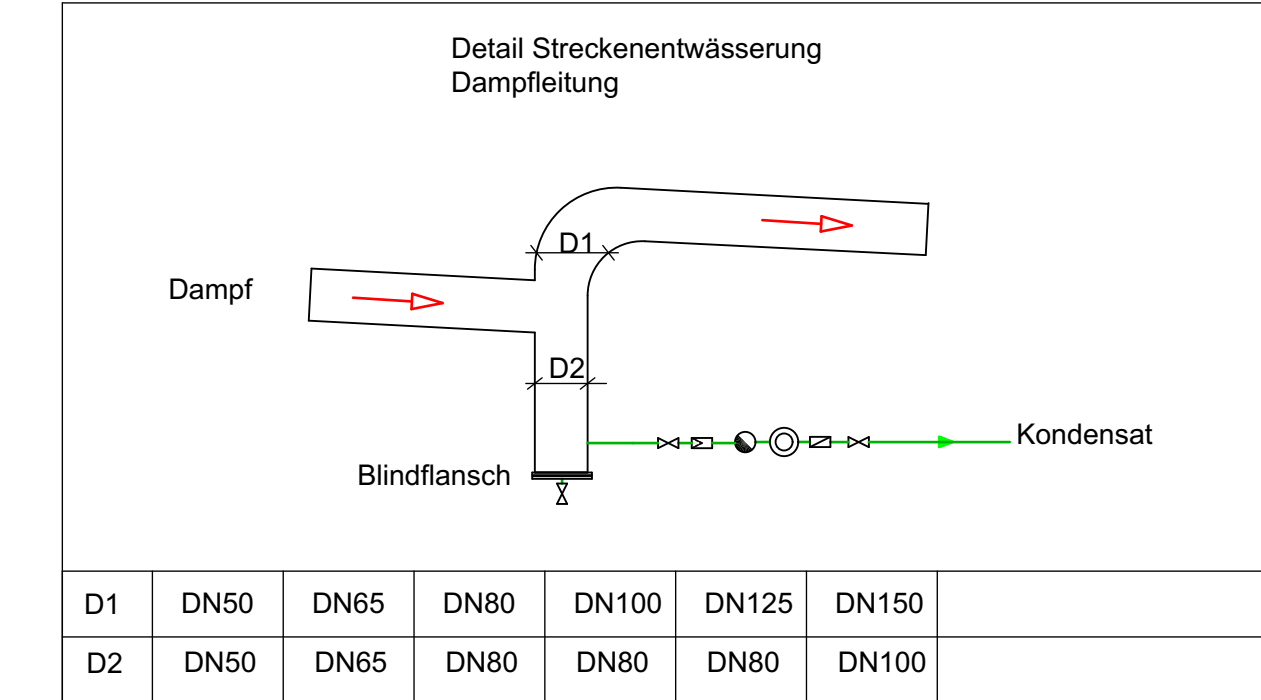 Detail Streckenentwässerung
Dampfleitung
D1
Dampf
D2
Kondensat
Blindflansch
D1 DN50 DN65 DN80 DN100 DN125 DN150
D2 DN50 DN65 DN80 DN80 DN80 DN100